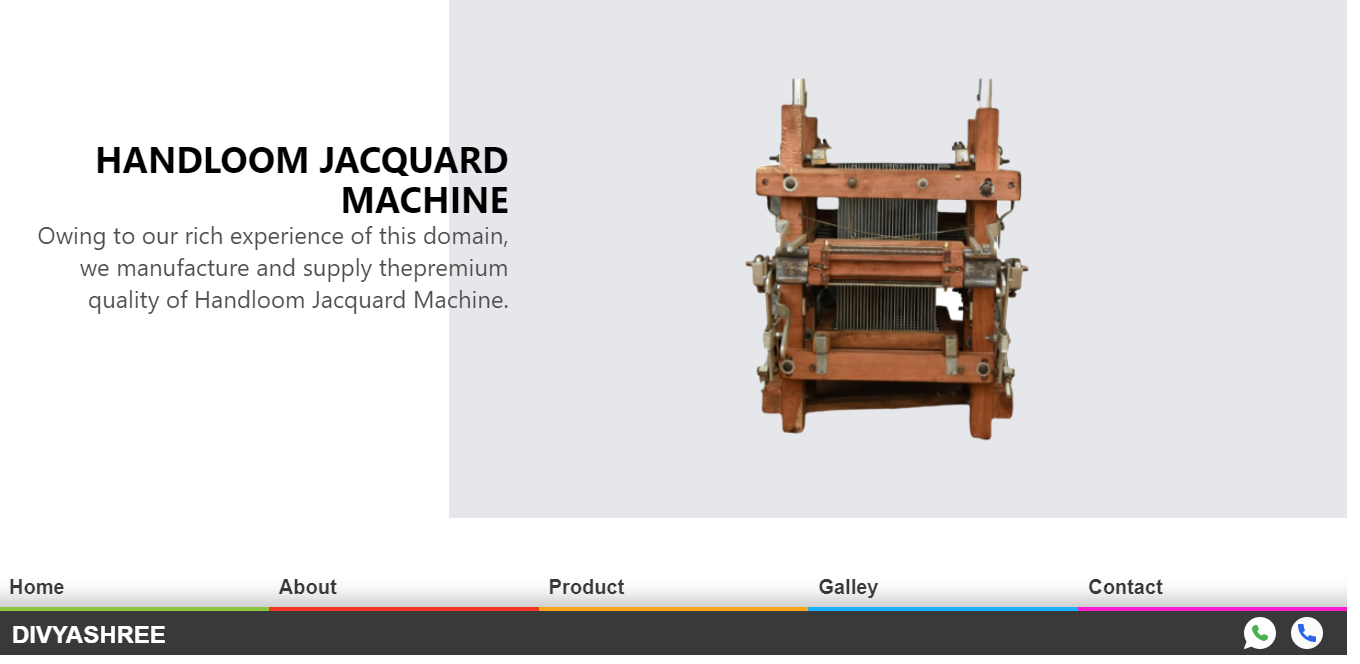 HANDLOOM JACQUARD
MACHINE
Owing to our rich experience of this domain,
we manufacture and supply thepremium
quality of Handloom Jacquard Machine.
Home
About
Product
Galley
Contact
DIVYASHREE